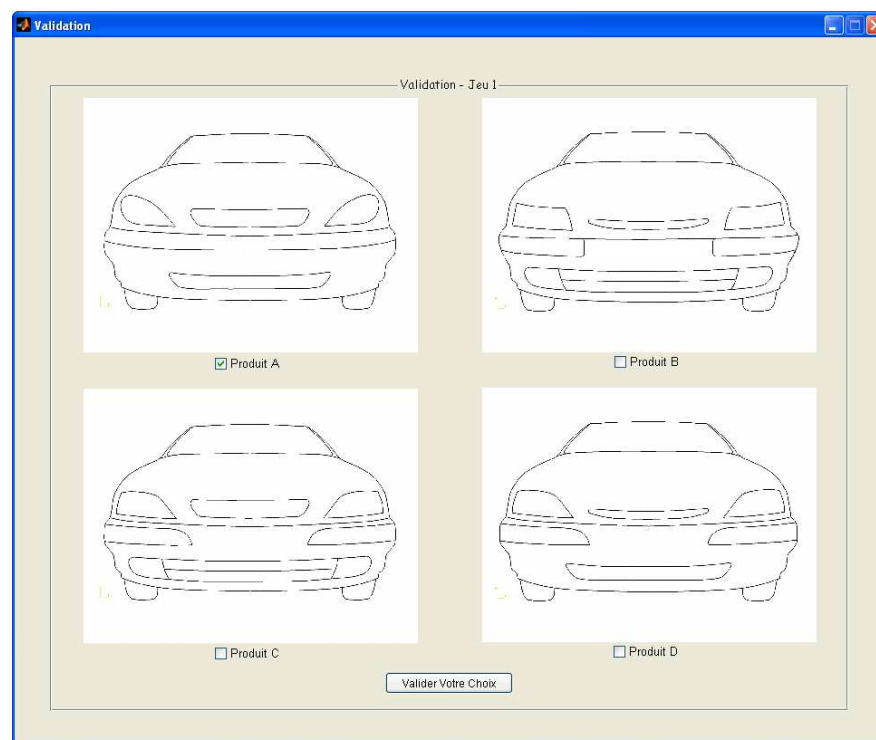 Validation
Validation - Jeu 1
Produit A
Produit B
Produit C
Produit D
Valider Votre Choix